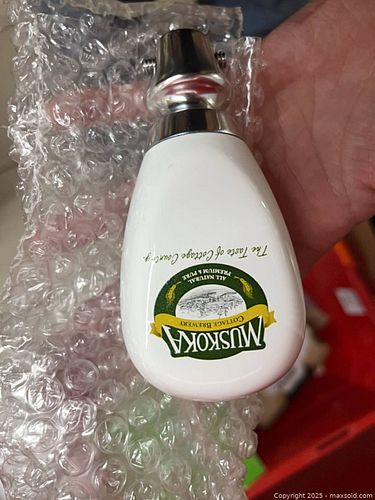 MUSKOKA
COTTAGE BREWERY
ALL NATURAL
PREMIUM & PURE
The Taste of Cottage Country.
Copyright 2025 - maxsold.com